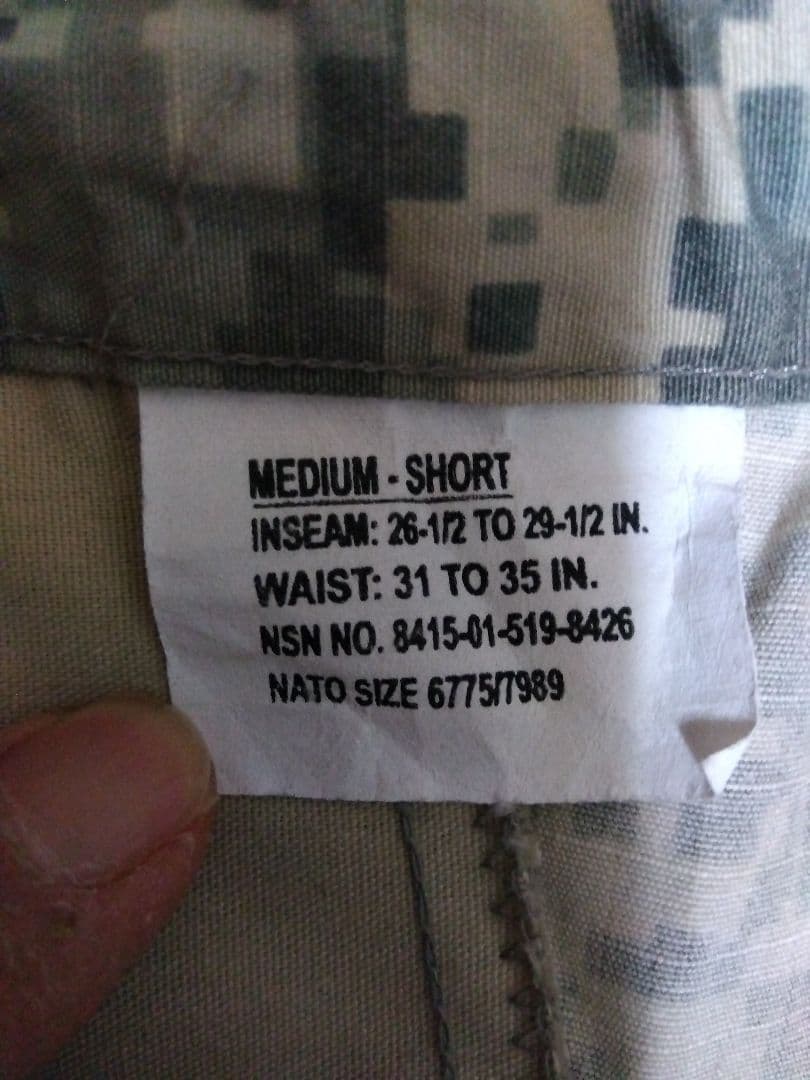 MEDIUM - SHORT
INSEAM: 26-1/2 TO 29-1/2 IN.
WAIST: 31 TO 35 IN.
NSN NO. 8415-01-519-8426
NATO SIZE 6775/7989